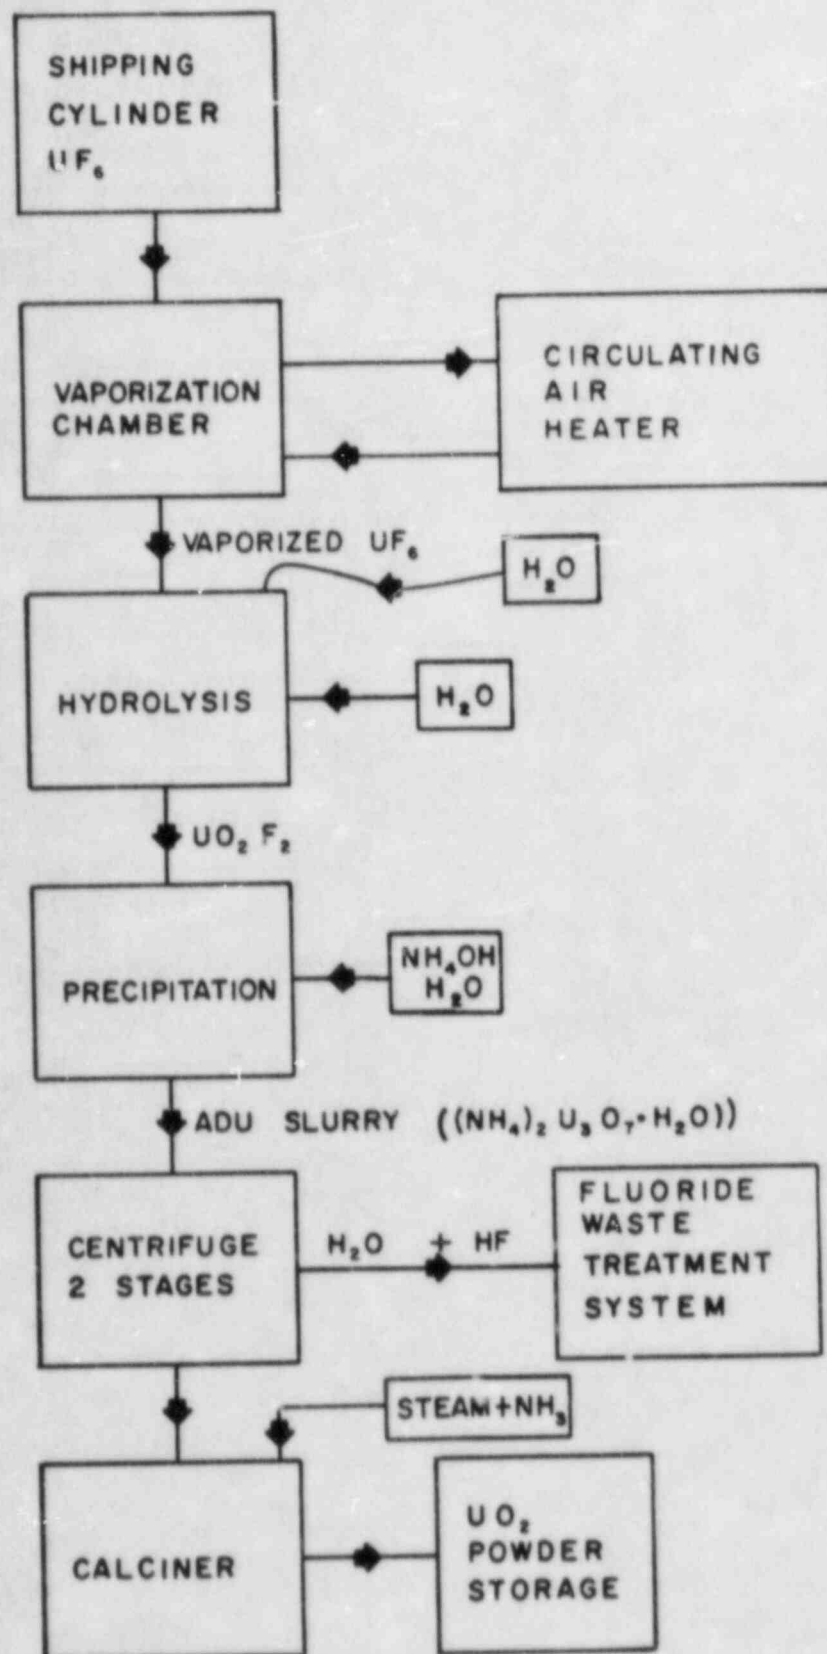 SHIPPING
CYLINDER
UF₆
VAPORIZATION
CHAMBER
CIRCULATING
AIR
HEATER
VAPORIZED UF₆
H₂O
HYDROLYSIS
H₂O
UO₂ F₂
PRECIPITATION
NH₄OH
H₂O
ADU SLURRY ((NH₄)₂ U₃ O₇·H₂O))
CENTRIFUGE
2 STAGES
H₂O + HF
FLUORIDE
WASTE
TREATMENT
SYSTEM
STEAM+NH₃
CALCINER
UO₂
POWDER
STORAGE